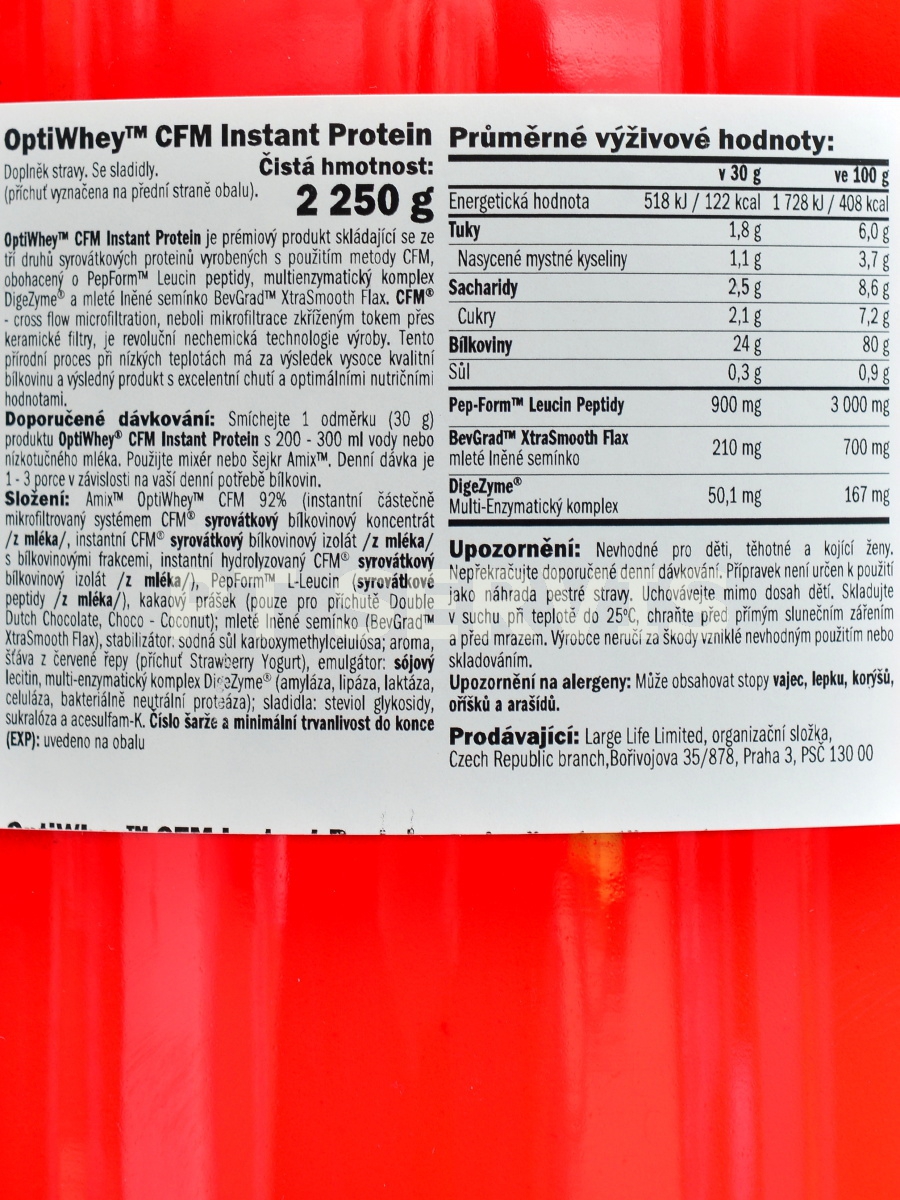 OptiWhey™ CFM Instant Protein
Doplněk stravy. Se sladidly.
(příchuť vyznačena na přední straně obalu).
Čistá hmotnost:
2 250 g
OptiWhey™ CFM Instant Protein je prémiový produkt skládající se ze
tří druhů syrovátkových proteinů vyrobených s použitím metody CFM,
obohacený o PepForm™ Leucin peptidy, multienzymatický komplex
DigeZyme® a mleté lněné semínko BevGrad™ XtraSmooth Flax. CFM®
- cross flow microfiltration, neboli mikrofiltrace zkříženým tokem přes
keramické filtry, je revoluční nechemická technologie výroby. Tento
přírodní proces při nízkých teplotách má za výsledek vysoce kvalitní
bílkovinu a výsledný produkt s excelentní chutí a optimálními nutričními
hodnotami.
Doporučené dávkování: Smíchejte 1 odměrku (30 g)
produktu OptiWhey® CFM Instant Protein s 200 - 300 ml vody nebo
nízkotučného mléka. Použijte mixér nebo šejkr Amix™. Denní dávka je
1 - 3 porce v závislosti na vaší denní potřebě bílkovin.
Složení: Amix™ OptiWhey™ CFM 92% (instantní částečně
mikrofiltrovaný systémem CFM® syrovátkový bílkovinový koncentrát
/z mléka/, instantní CFM® syrovátkový bílkovinový izolát /z mléka/
s bílkovinovými frakcemi, instantní hydrolyzovaný CFM® syrovátkový
bílkovinový izolát /z mléka/), PepForm™ L-Leucin (syrovátkové
peptidy /z mléka/), kakaový prášek (pouze pro příchutě Double
Dutch Chocolate, Choco - Coconut); mleté lněné semínko (BevGrad™
XtraSmooth Flax), stabilizátor: sodná sůl karboxymethylcelulósa; aroma,
šťáva z červené řepy (příchuť Strawberry Yogurt), emulgátor: sójový
lecitin, multi-enzymatický komplex DigeZyme® (amyláza, lipáza, laktáza,
celuláza, bakteriálně neutrální proteáza); sladidla: steviol glykosidy,
sukralóza a acesulfam-K. Číslo šarže a minimální trvanlivost do konce
(EXP): uvedeno na obalu
Průměrné výživové hodnoty:
v 30 g ve 100 g
Energetická hodnota 518 kJ / 122 kcal 1 728 kJ / 408 kcal
Tuky 1,8 g 6,0 g
Nasycené mystné kyseliny 1,1 g 3,7 g
Sacharidy 2,5 g 8,6 g
Cukry 2,1 g 7,2 g
Bílkoviny 24 g 80 g
Sůl 0,3 g 0,9 g
Pep-Form™ Leucin Peptidy 900 mg 3 000 mg
BevGrad™ XtraSmooth Flax
mleté lněné semínko 210 mg 700 mg
DigeZyme®
Multi-Enzymatický komplex 50,1 mg 167 mg
Upozornění: Nevhodné pro děti, těhotné a kojící ženy.
Nepřekračujte doporučené denní dávkování. Přípravek není určen k použití
jako náhrada pestré stravy. Uchovávejte mimo dosah dětí. Skladujte
v suchu při teplotě do 25°C, chraňte před přímým slunečním zářením
a před mrazem. Výrobce neručí za škody vzniklé nevhodným použitím nebo
skladováním.
Upozornění na alergeny: Může obsahovat stopy vajec, lepku, korýšů,
oříšků a arašídů.
Prodávající: Large Life Limited, organizační složka,
Czech Republic branch,Bořivojova 35/878, Praha 3, PSČ 130 00